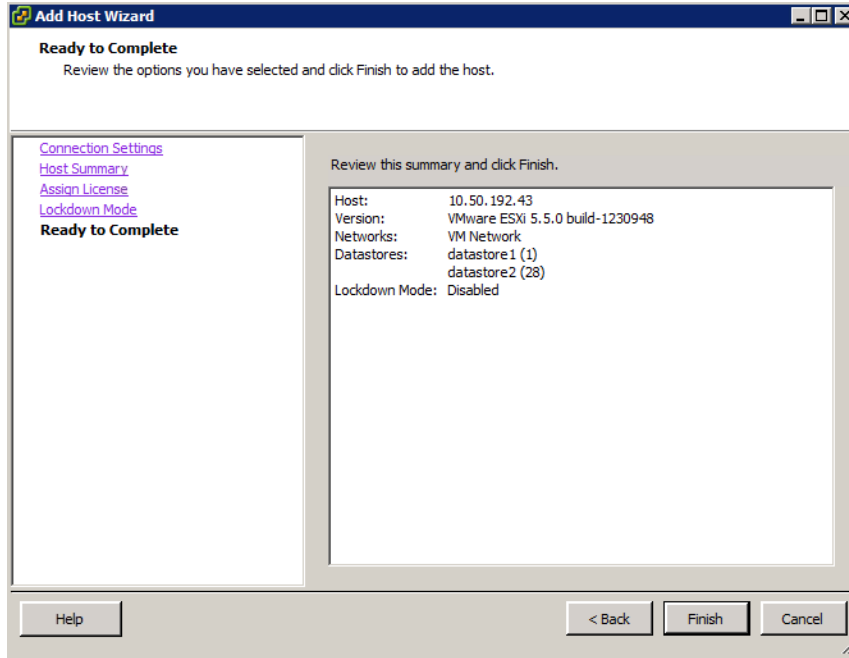 Add Host Wizard
Ready to Complete
Review the options you have selected and click Finish to add the host.
Connection Settings
Host Summary
Assign License
Lockdown Mode
Ready to Complete
Review this summary and click Finish.
Host: 10.50.192.43
Version: VMware ESXi 5.5.0 build-1230948
Networks: VM Network
Datastores: datastore1 (1)
datastore2 (28)
Lockdown Mode: Disabled
Help
< Back
Finish
Cancel